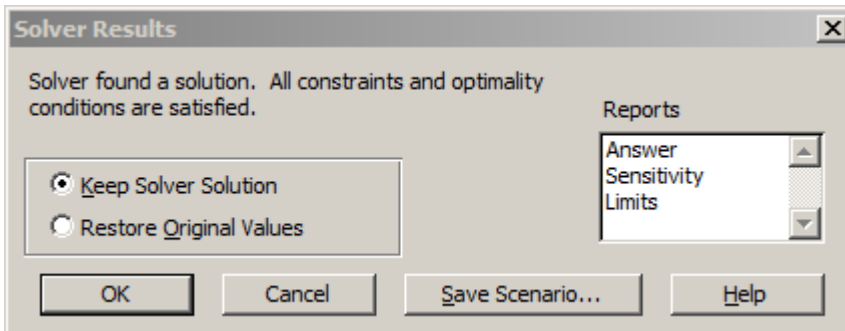 Solver Results
Solver found a solution.  All constraints and optimality
conditions are satisfied.
Reports
Answer
Sensitivity
Limits
Keep Solver Solution
Restore Original Values
OK
Cancel
Save Scenario...
Help